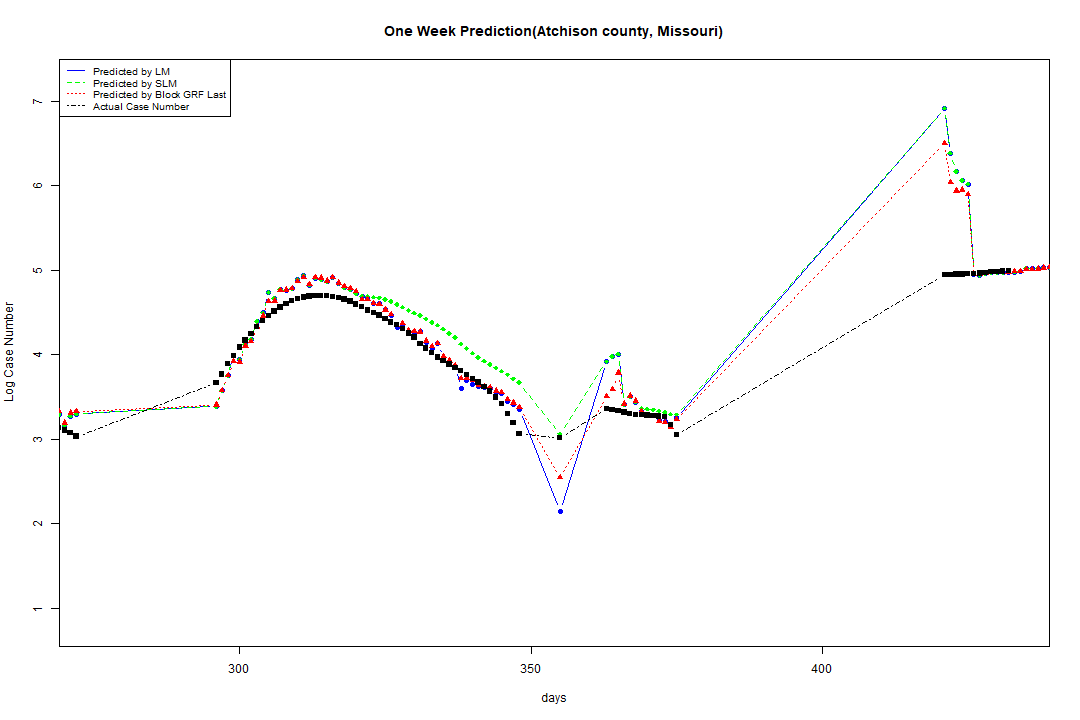 One Week Prediction(Atchison county, Missouri)
Predicted by LM
Predicted by SLM
Predicted by Block GRF Last
Actual Case Number
7
6
5
4
3
2
1
Log Case Number
300 350 400
days